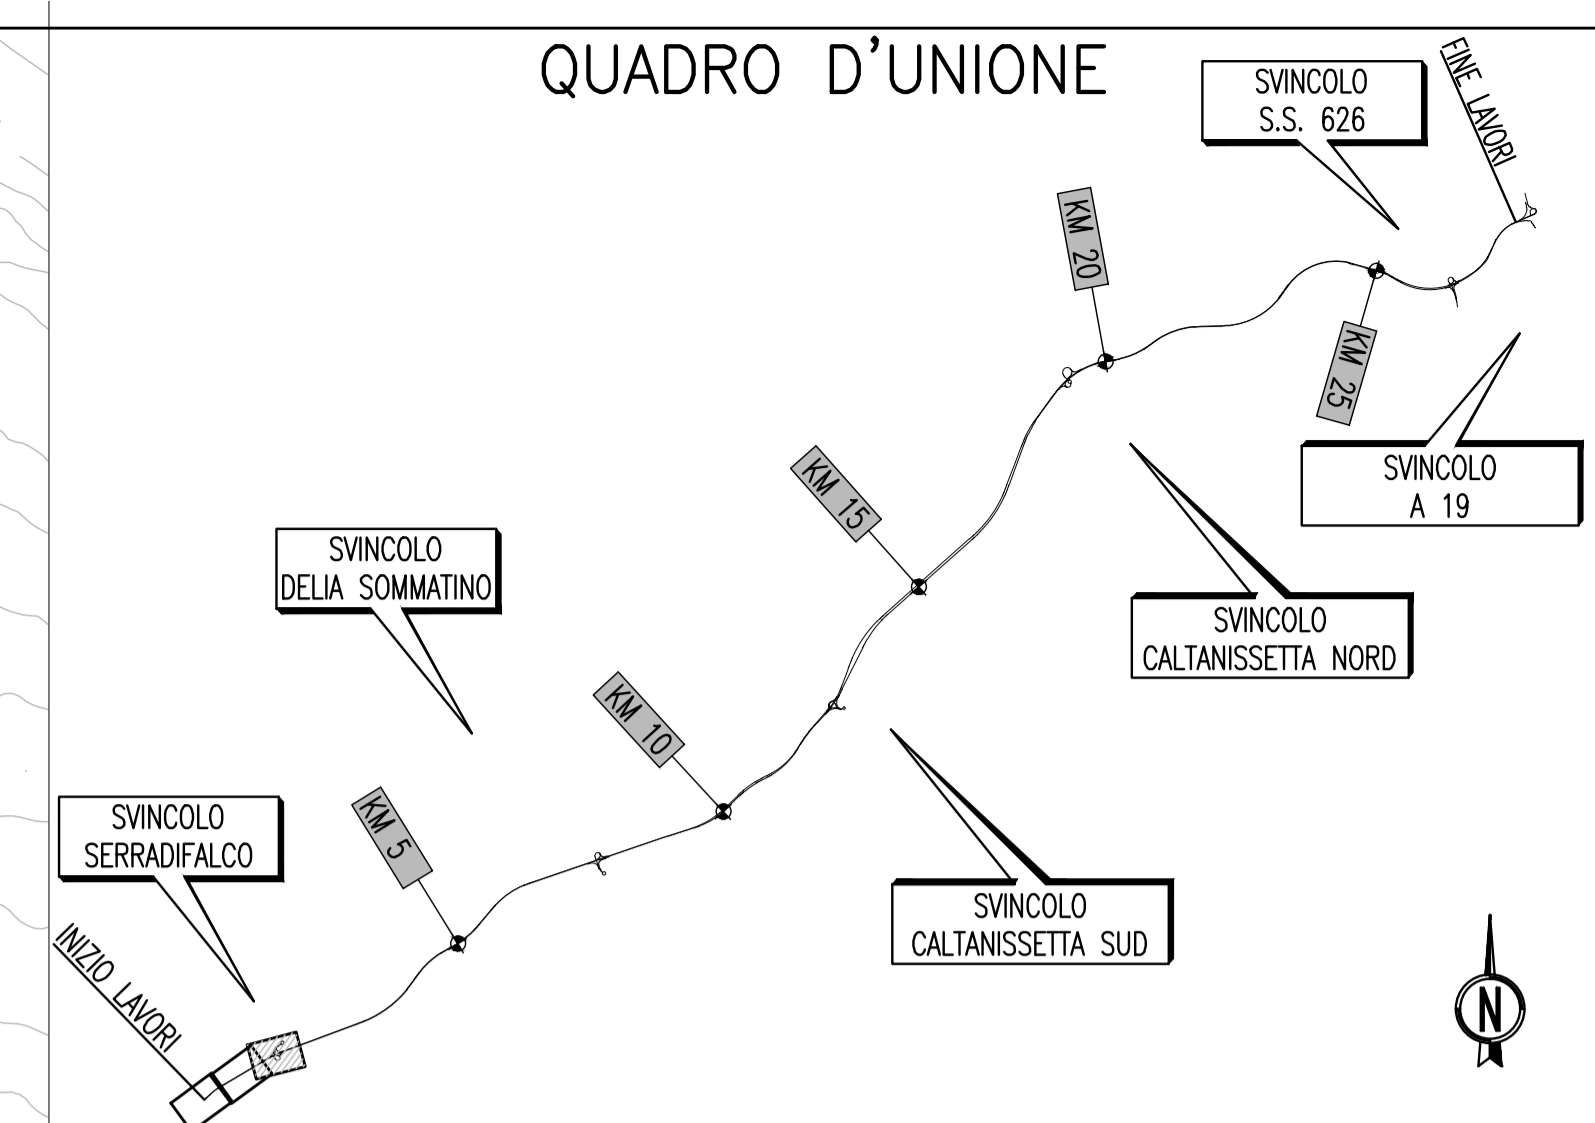 QUADRO D'UNIONE
SVINCOLO
S.S. 626
FINE LAVORI
KM 20
KM 25
SVINCOLO
A 19
KM 15
SVINCOLO
DELIA SOMMATINO
SVINCOLO
CALTANISSETTA NORD
KM 10
KM 5
SVINCOLO
SERRADIFALCO
SVINCOLO
CALTANISSETTA SUD
INIZIO LAVORI
N